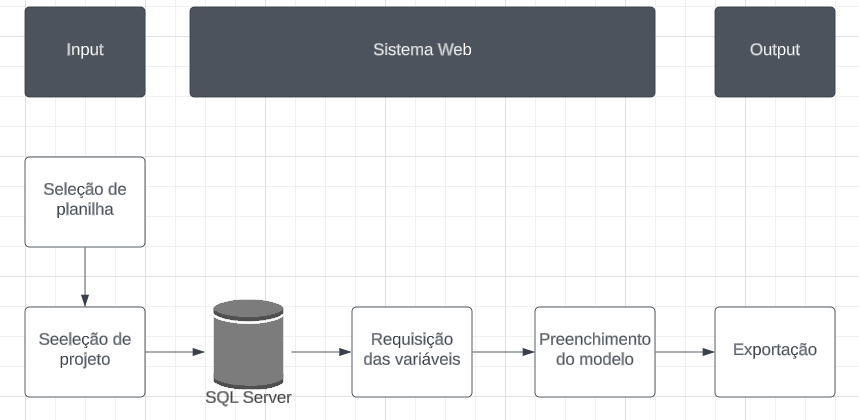 Input
Sistema Web
Output
Seleção de
planilha
Seeleção de
projeto
SQL Server
Requisição
das variáveis
Preenchimento
do modelo
Exportação